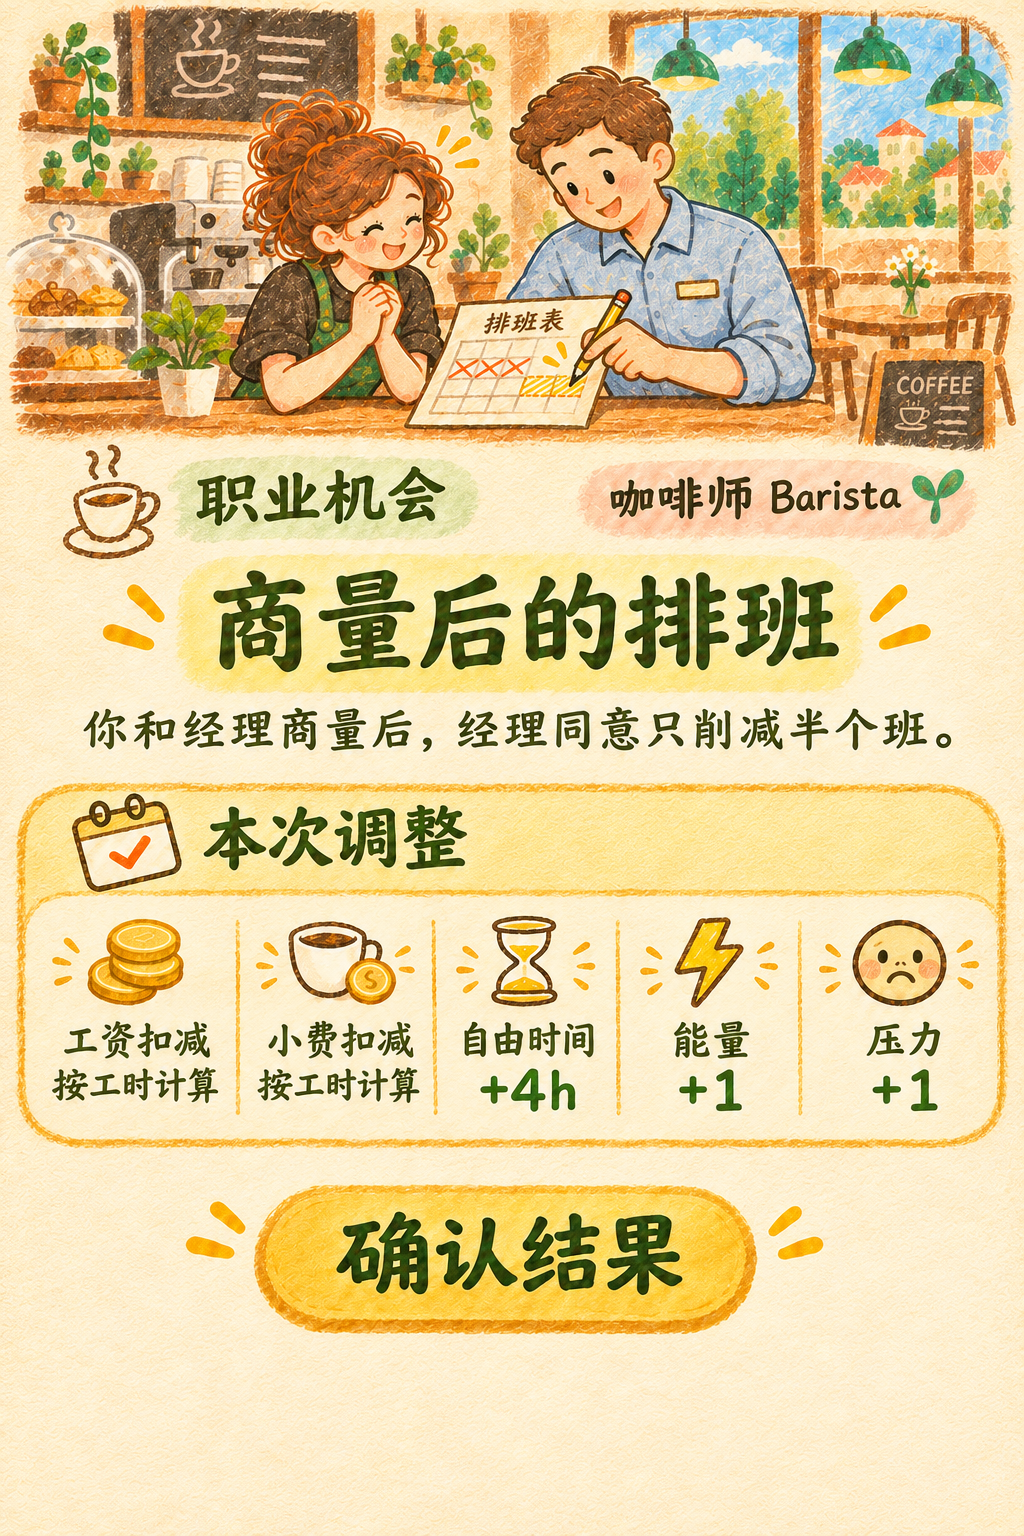 排班表
COFFEE
职业机会
咖啡师 Barista
商量后的排班
你和经理商量后，经理同意只削减半个班。
本次调整
工资扣减
按工时计算
小费扣减
按工时计算
自由时间
+4h
能量
+1
压力
+1
确认结果